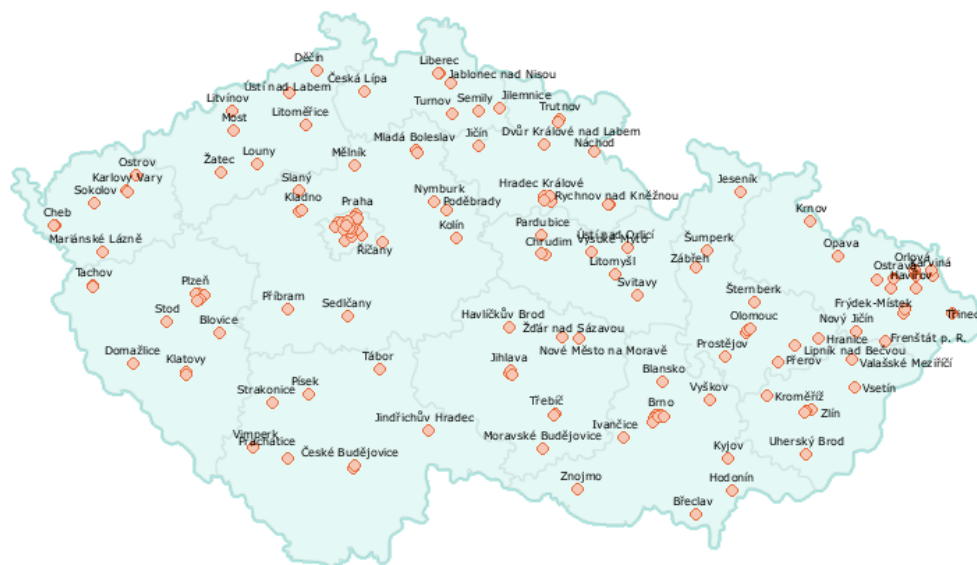 Děčín
Liberec
Česká Lípa
Jablonec nad Nisou
Ústí nad Labem
Litvínov
Turnov
Semily
Jilemnice
Trutnov
Most
Litoměřice
Mladá Boleslav
Jičín
Dvůr Králové nad Labem
Náchod
Ostrov
Žatec
Louny
Mělník
Karlovy Vary
Sokolov
Slaný
Kladno
Nymburk
Poděbrady
Hradec Králové
Rychnov nad Kněžnou
Jeseník
Cheb
Praha
Kolín
Pardubice
Krnov
Mariánské Lázně
Říčany
Chrudim
Ústí nad Orlicí
Vysoké Mýto
Šumperk
Opava
Tachov
Litomyšl
Zábřeh
Orlová
Karviná
Ostrava
Havířov
Plzeň
Svitavy
Příbram
Sedlčany
Šternberk
Frýdek-Místek
Třinec
Stod
Blovice
Havlíčkův Brod
Žďár nad Sázavou
Olomouc
Nový Jičín
Nové Město na Moravě
Prostějov
Hranice
Frenštát p. R.
Lipník nad Bečvou
Domažlice
Klatovy
Tábor
Jihlava
Přerov
Valašské Meziříčí
Strakonice
Písek
Blansko
Vyškov
Vsetín
Třebíč
Brno
Kroměříž
Zlín
Jindřichův Hradec
Ivančice
Vimperk
Prachatice
České Budějovice
Moravské Budějovice
Kyjov
Uherský Brod
Znojmo
Hodonín
Břeclav